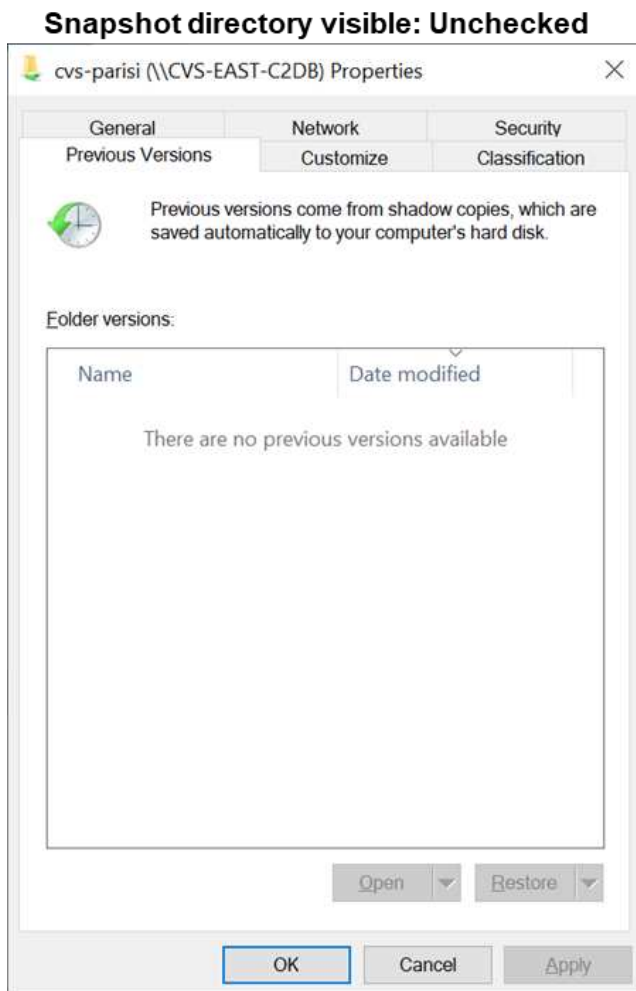 Snapshot directory visible: Unchecked
cvs-parisi (\\CVS-EAST-C2DB) Properties
General Network Security
Previous Versions Customize Classification
Previous versions come from shadow copies, which are
saved automatically to your computer's hard disk.
Folder versions:
Name Date modified
There are no previous versions available
Open Restore
OK Cancel Apply